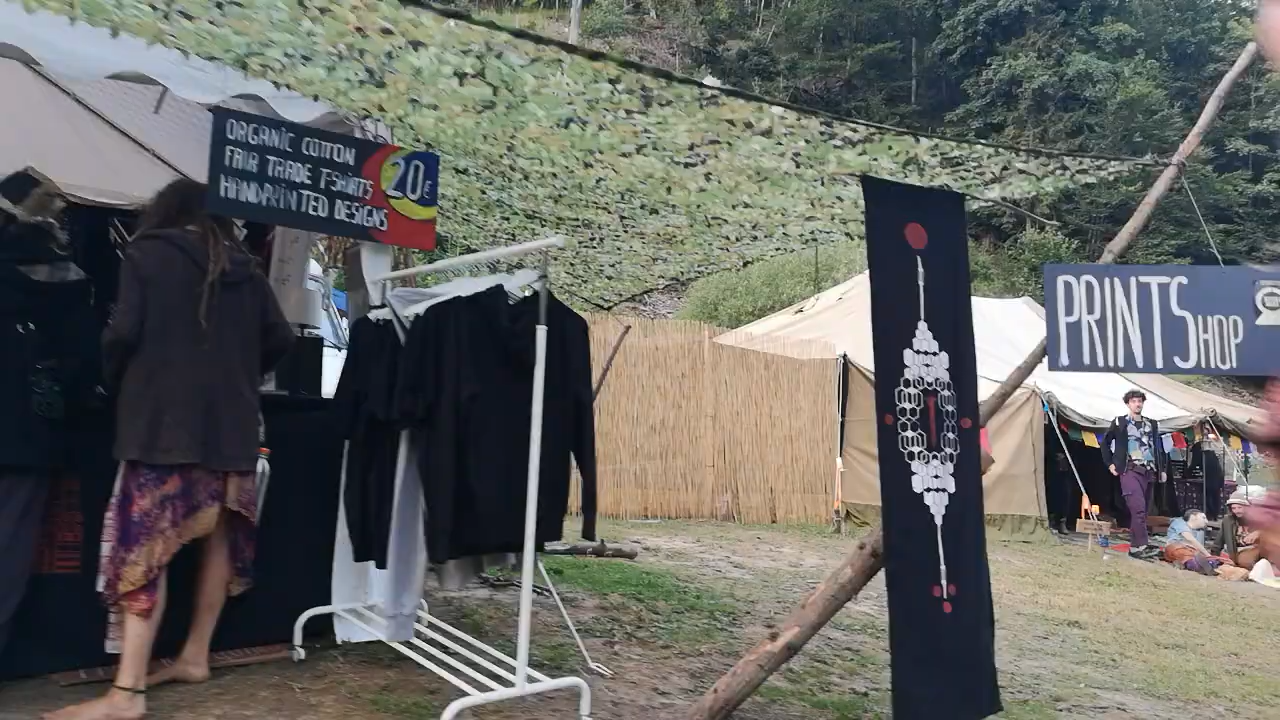 ORGANIC COTTON
FAIR TRADE T-SHIRTS
HANDPRINTED DESIGNS
20€
PRINTSHOP